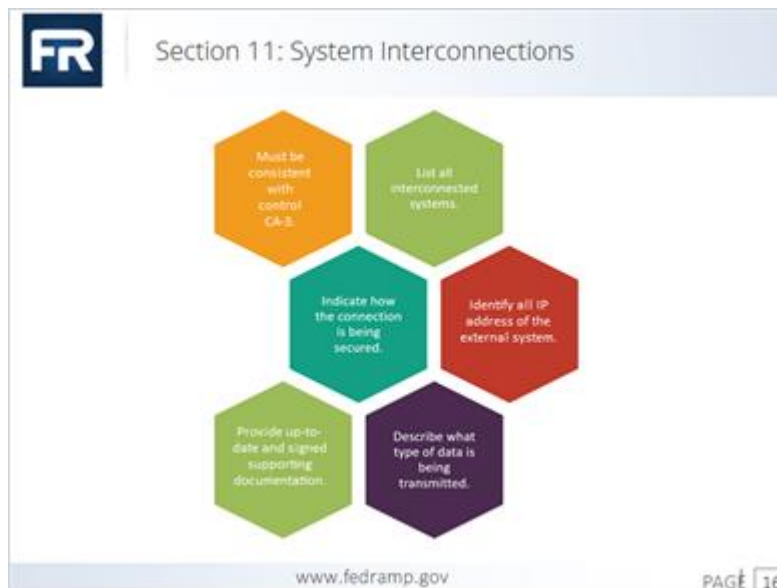 FR
Section 11: System Interconnections
Must be
consistent
with
control
CA-3.
List all
interconnected
systems.
Indicate how
the connection
is being
secured.
Identify all IP
address of the
external system.
Provide up-to-
date and signed
supporting
documentation.
Describe what
type of data is
being
transmitted.
www.fedramp.gov
PAGE 16